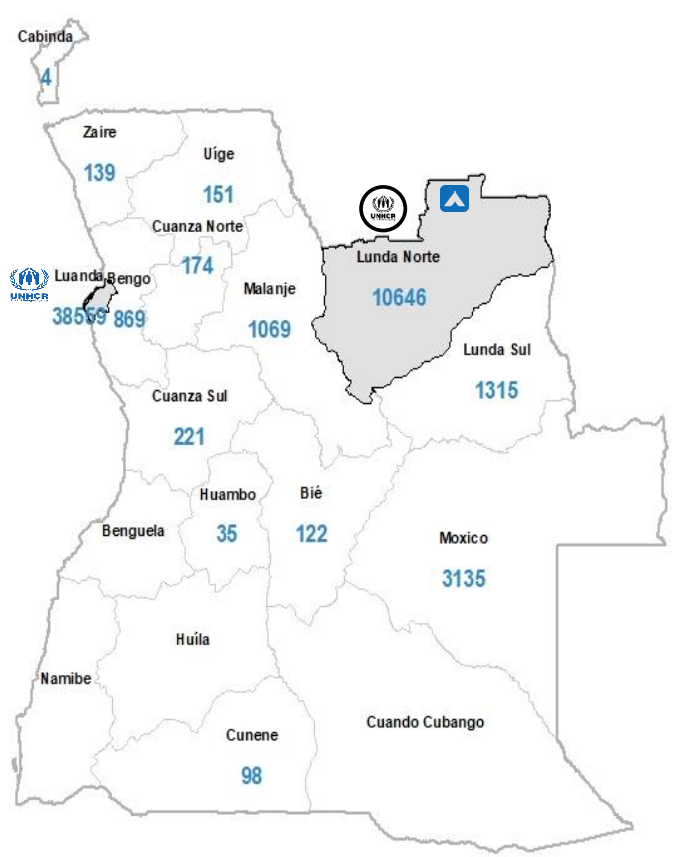 Cabinda
4
Zaire
139
Uíge
151
UNHCR
Cuanza Norte
174
Lunda Norte
10646
UNHCR
Luanda
38559
Bengo
869
Malanje
1069
Lunda Sul
1315
Cuanza Sul
221
Huambo
35
Bié
122
Benguela
Moxico
3135
Huíla
Namibe
Cuando Cubango
Cunene
98